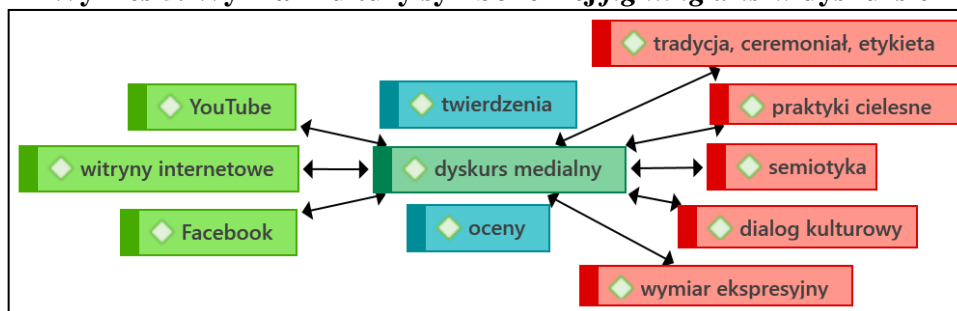 tradycja, ceremoniał, etykieta
YouTube
twierdzenia
praktyki cielesne
witryny internetowe
dyskurs medialny
semiotyka
Facebook
oceny
dialog kulturowy
wymiar ekspresyjny